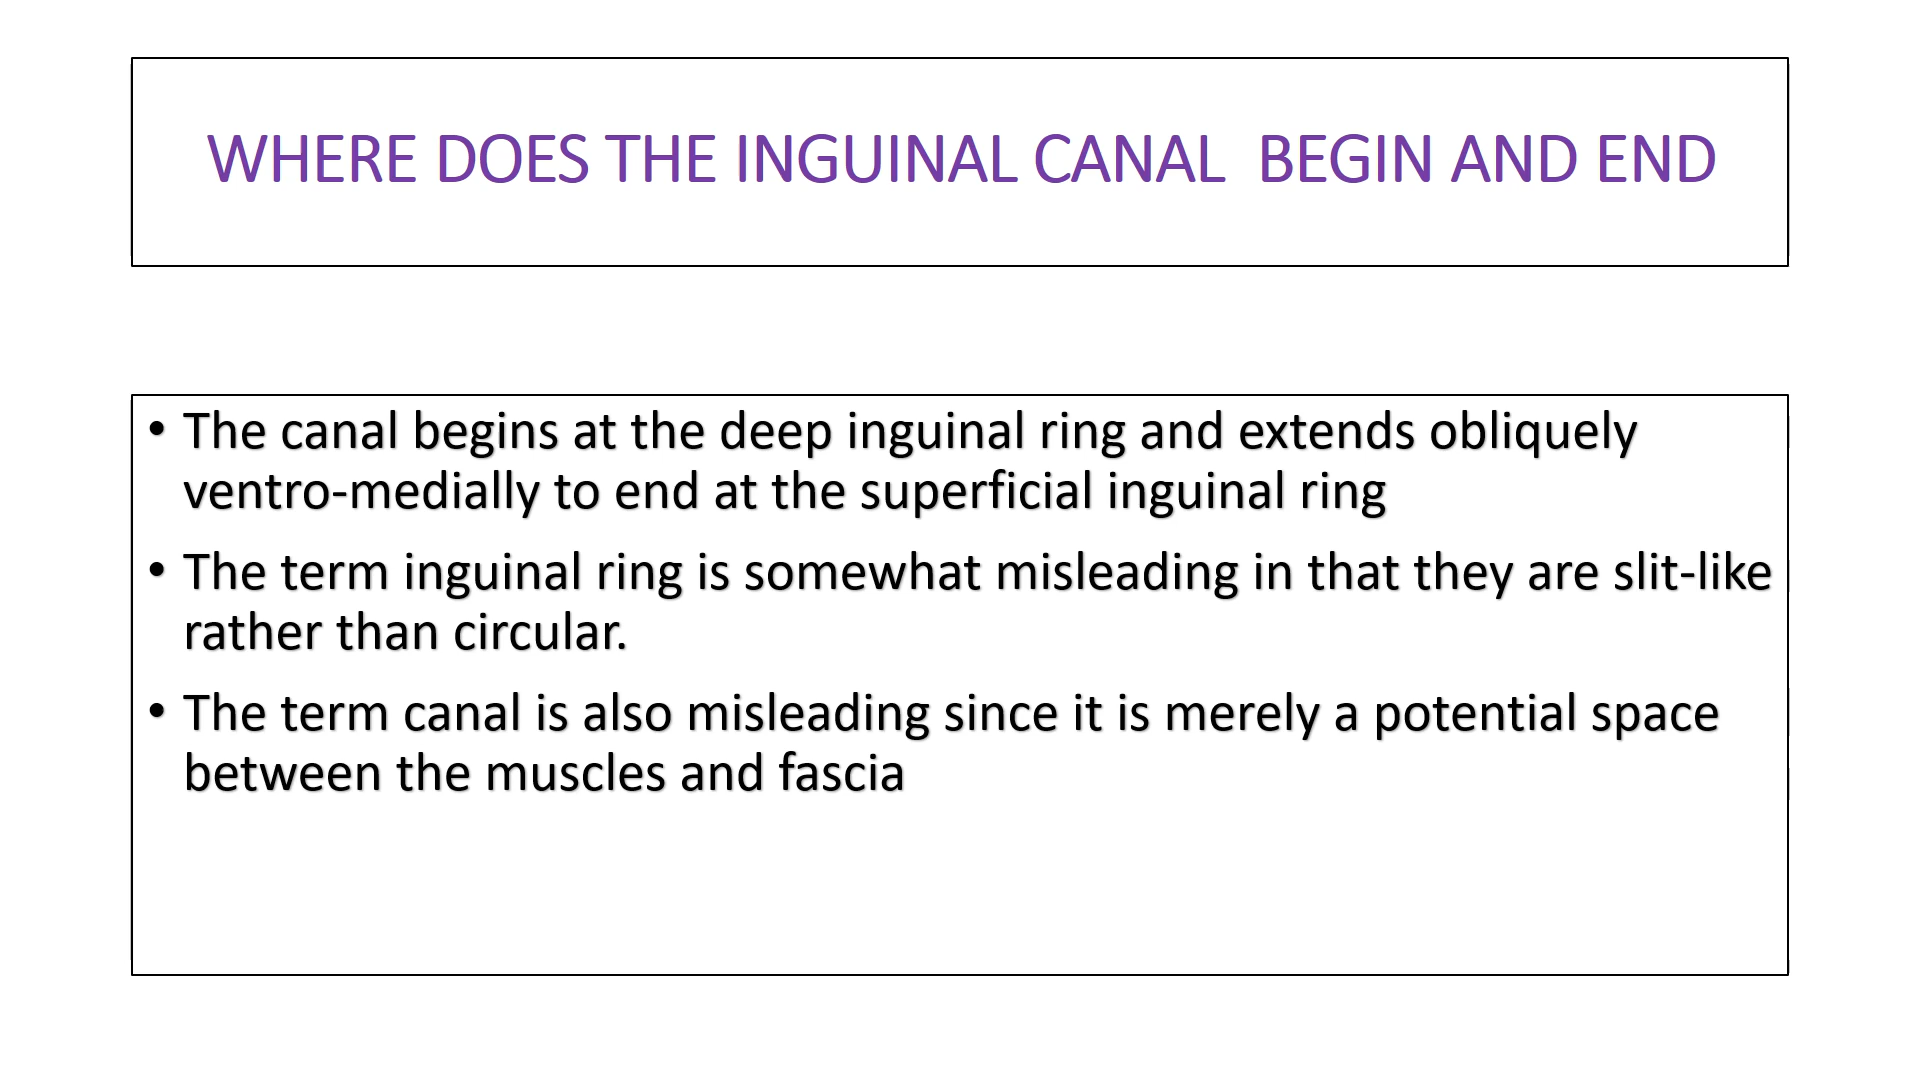 WHERE DOES THE INGUINAL CANAL  BEGIN AND END
• The canal begins at the deep inguinal ring and extends obliquely
ventro-medially to end at the superficial inguinal ring
• The term inguinal ring is somewhat misleading in that they are slit-like
rather than circular.
• The term canal is also misleading since it is merely a potential space
between the muscles and fascia